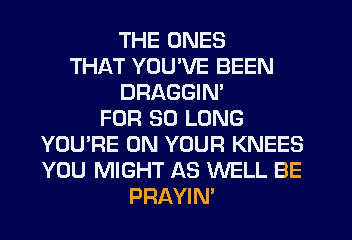 THE ONES
THAT YOU'VE BEEN
DRAGGIN'
FOR SO LONG
YOU'RE ON YOUR KNEES
YOU MIGHT AS WELL BE
PRAYIN'